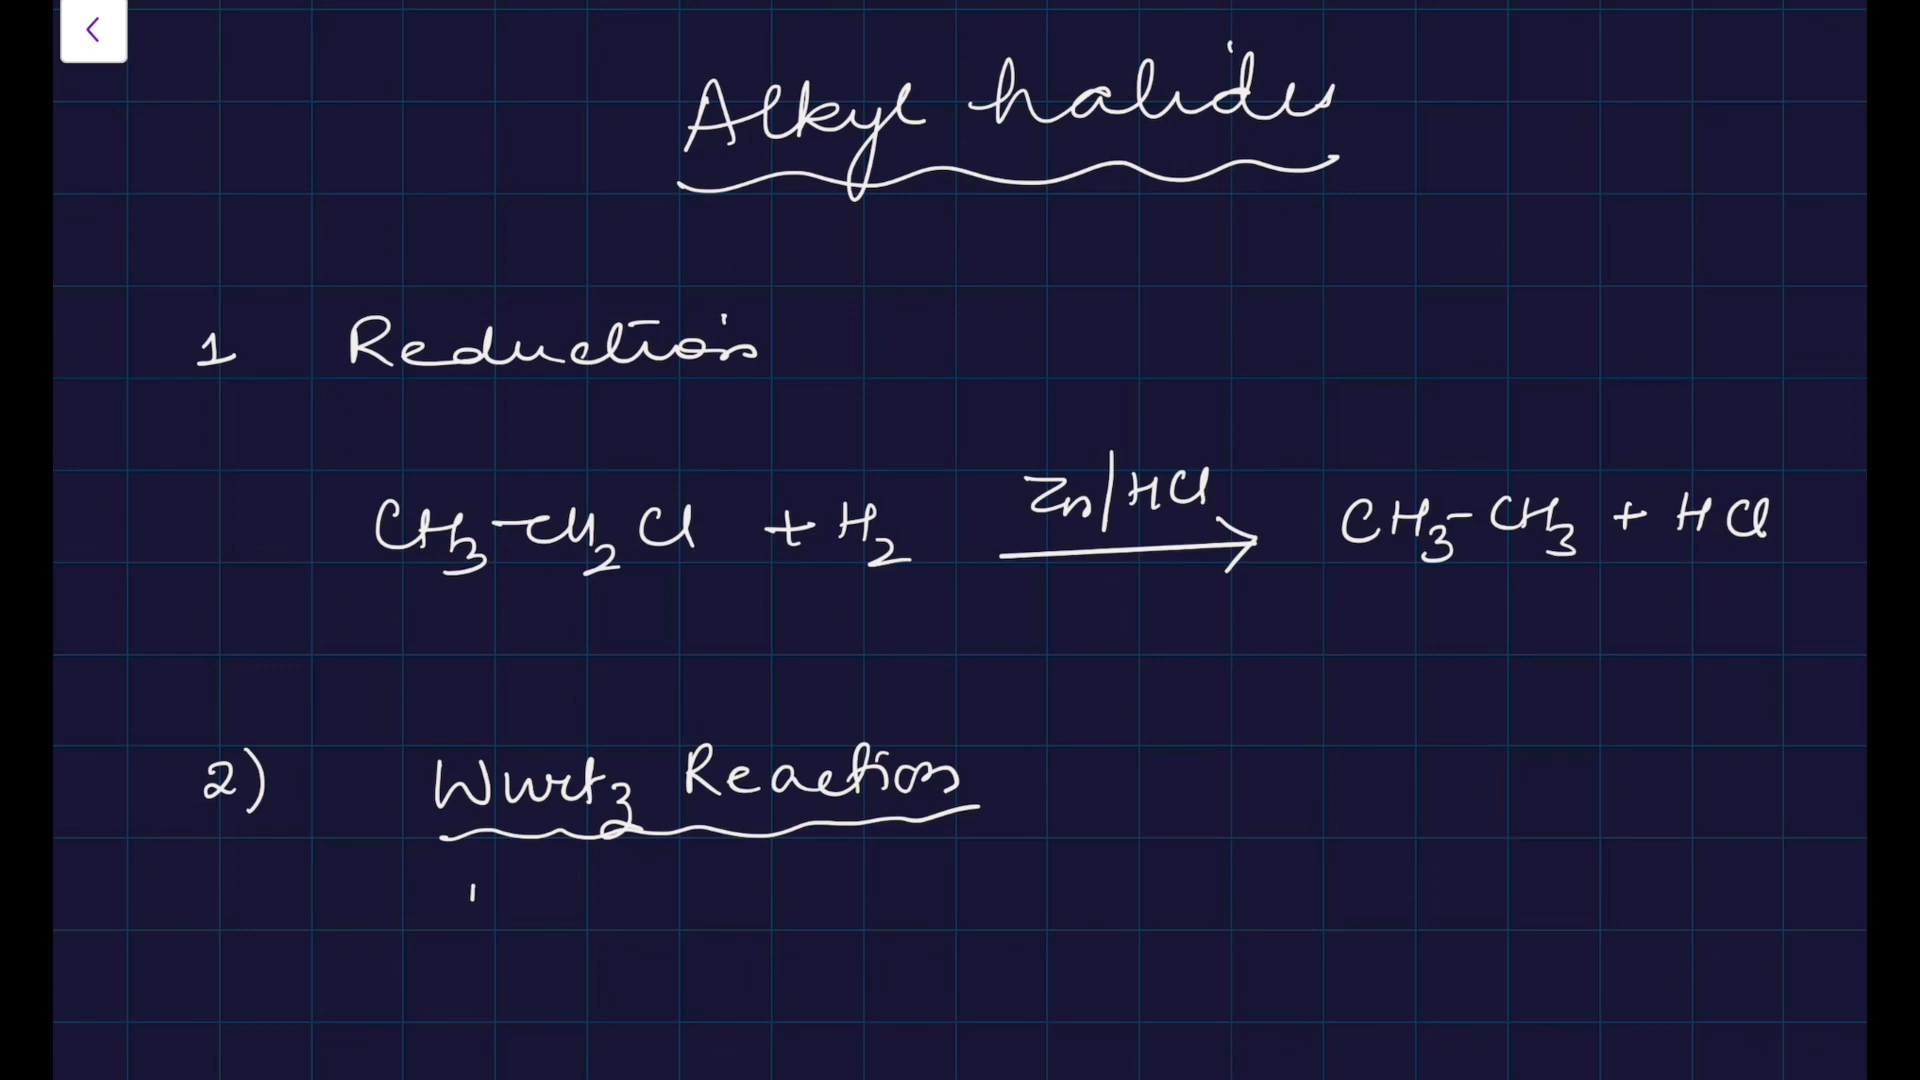 Alkyl halides
1 Reduction
CH₃-CH₂Cl + H₂ Zn/HCl → CH₃-CH₃ + HCl
2) Wurtz Reaction